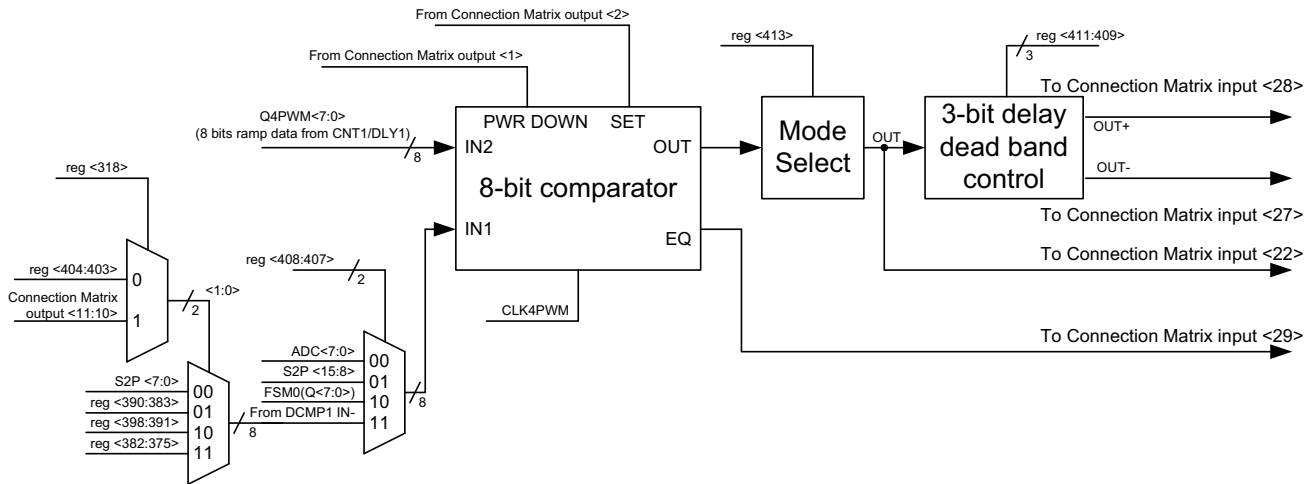 From Connection Matrix output <2>
From Connection Matrix output <1>
reg <413>
reg <411:409>
3
Q4PWM<7:0>
(8 bits ramp data from CNT1/DLY1)
8
PWR DOWN
SET
IN2
OUT
8-bit comparator
IN1
EQ
Mode
Select
OUT
3-bit delay
dead band
control
To Connection Matrix input <28>
OUT+
OUT-
To Connection Matrix input <27>
To Connection Matrix input <22>
To Connection Matrix input <29>
CLK4PWM
reg <318>
reg <404:403>
0
Connection Matrix
output <11:10>
1
<1:0>
2
reg <408:407>
2
ADC<7:0>
00
S2P <15:8>
01
FSM0(Q<7:0>)
10
From DCMP1 IN-
11
8
S2P <7:0>
00
reg <390:383>
01
reg <398:391>
10
reg <382:375>
11
8